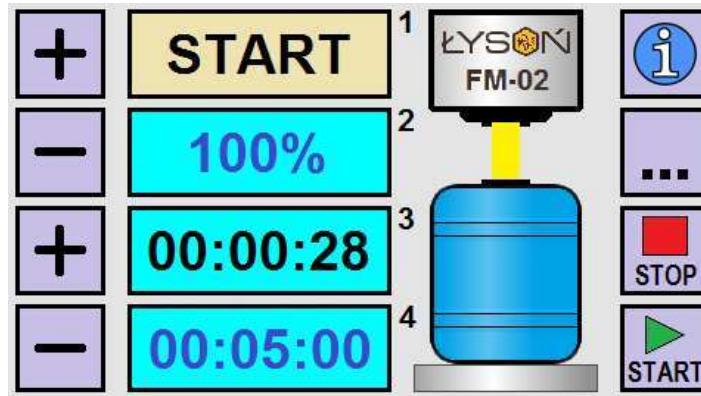 +
START
1
ŁYSOŃ
FM-02
−
100%
2
...
+
00:00:28
3
STOP
−
00:05:00
4
START